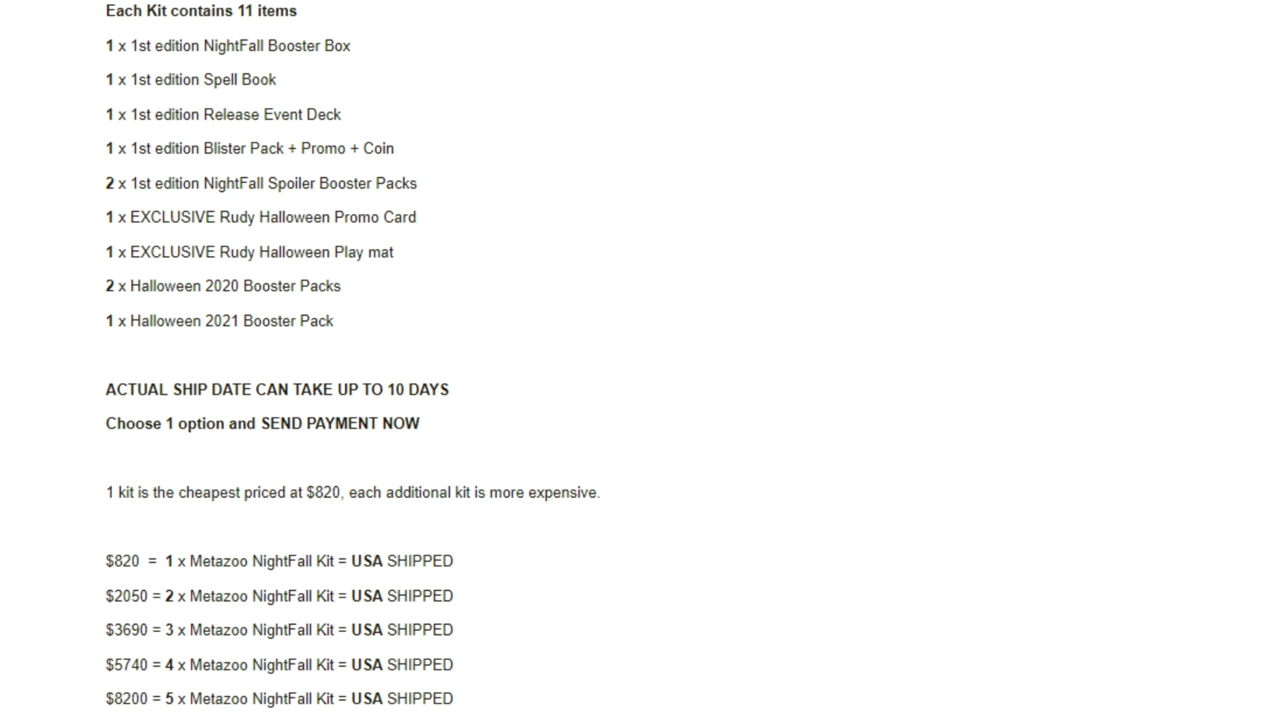 Each Kit contains 11 items
1 x 1st edition NightFall Booster Box
1 x 1st edition Spell Book
1 x 1st edition Release Event Deck
1 x 1st edition Blister Pack + Promo + Coin
2 x 1st edition NightFall Spoiler Booster Packs
1 x EXCLUSIVE Rudy Halloween Promo Card
1 x EXCLUSIVE Rudy Halloween Play mat
2 x Halloween 2020 Booster Packs
1 x Halloween 2021 Booster Pack
ACTUAL SHIP DATE CAN TAKE UP TO 10 DAYS
Choose 1 option and SEND PAYMENT NOW
1 kit is the cheapest priced at $820, each additional kit is more expensive.
$820 = 1 x Metazoo NightFall Kit = USA SHIPPED
$2050 = 2 x Metazoo NightFall Kit = USA SHIPPED
$3690 = 3 x Metazoo NightFall Kit = USA SHIPPED
$5740 = 4 x Metazoo NightFall Kit = USA SHIPPED
$8200 = 5 x Metazoo NightFall Kit = USA SHIPPED